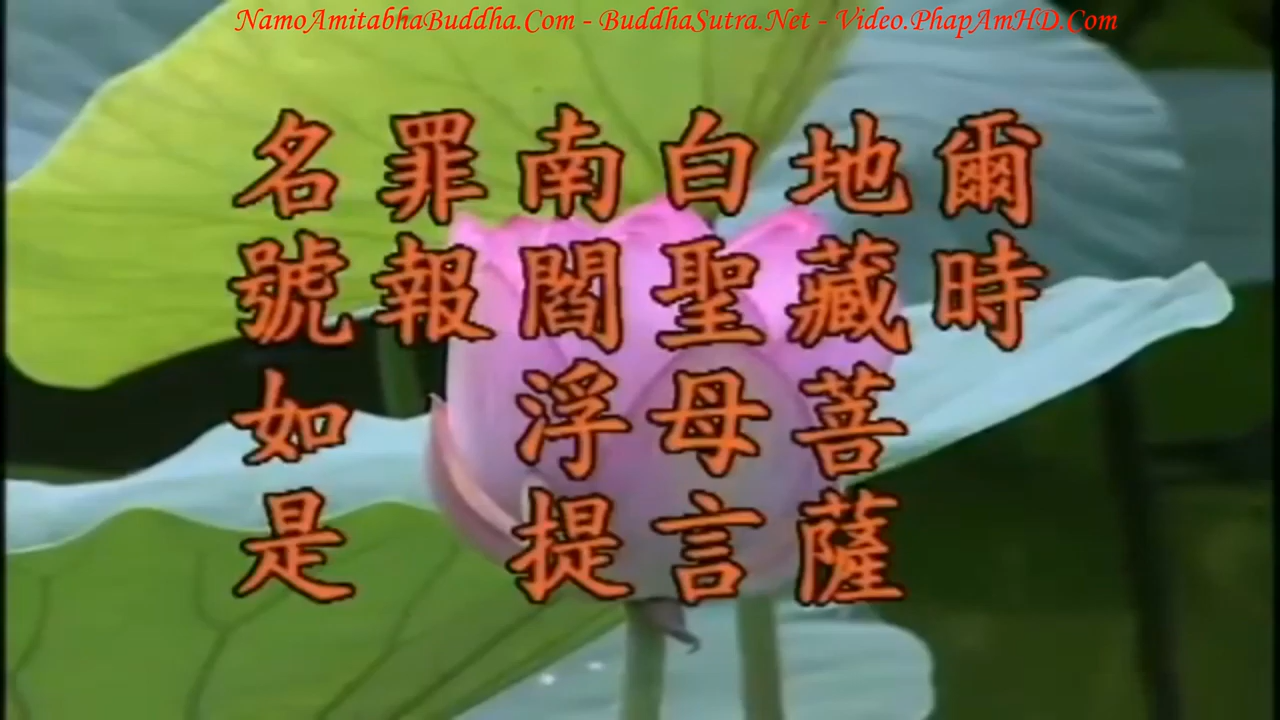 NamoAmitabhaBuddha.Com - BuddhaSutra.Net - Video.PhapAmHD.Com
爾時
地藏菩薩
白聖母言
南閻浮提
罪報
名號如是